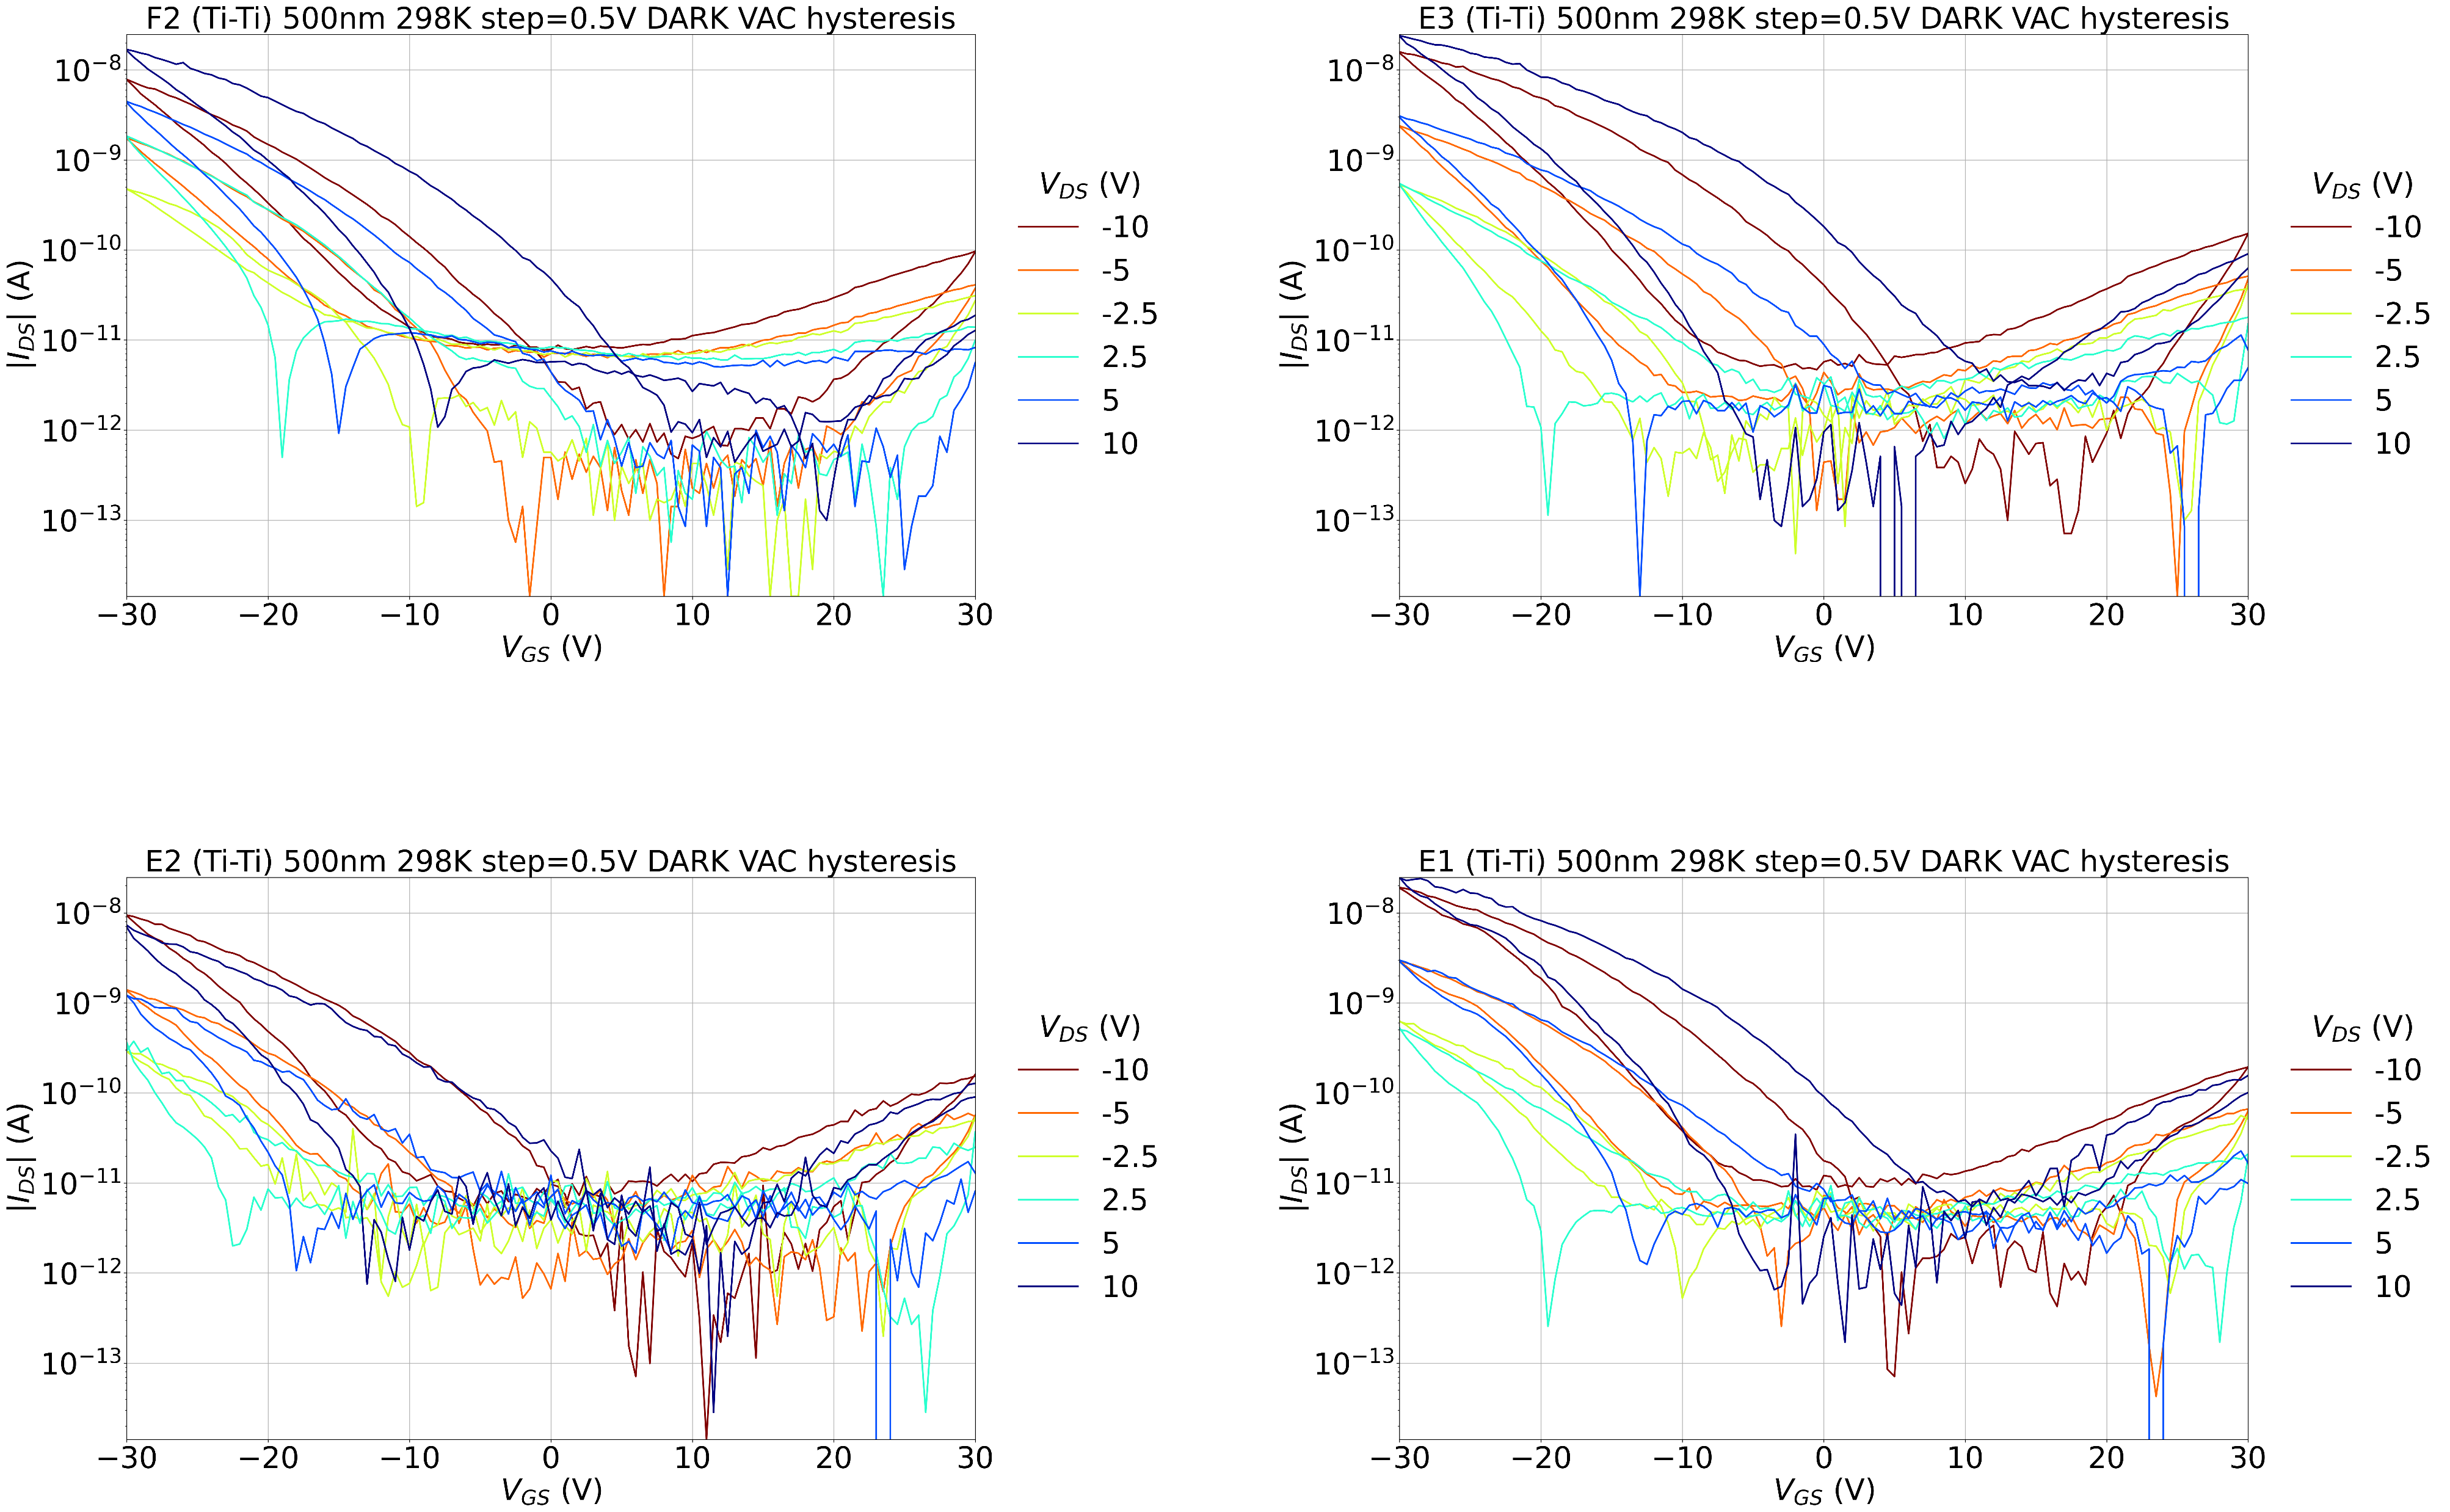 F2 (Ti-Ti) 500nm 298K step=0.5V DARK VAC hysteresis
|I_DS| (A)
10⁻⁸
10⁻⁹
10⁻¹⁰
10⁻¹¹
10⁻¹²
10⁻¹³
−30 −20 −10 0 10 20 30
V_GS (V)
V_DS (V)
-10
-5
-2.5
2.5
5
10
E3 (Ti-Ti) 500nm 298K step=0.5V DARK VAC hysteresis
|I_DS| (A)
10⁻⁸
10⁻⁹
10⁻¹⁰
10⁻¹¹
10⁻¹²
10⁻¹³
−30 −20 −10 0 10 20 30
V_GS (V)
V_DS (V)
-10
-5
-2.5
2.5
5
10
E2 (Ti-Ti) 500nm 298K step=0.5V DARK VAC hysteresis
|I_DS| (A)
10⁻⁸
10⁻⁹
10⁻¹⁰
10⁻¹¹
10⁻¹²
10⁻¹³
−30 −20 −10 0 10 20 30
V_GS (V)
V_DS (V)
-10
-5
-2.5
2.5
5
10
E1 (Ti-Ti) 500nm 298K step=0.5V DARK VAC hysteresis
|I_DS| (A)
10⁻⁸
10⁻⁹
10⁻¹⁰
10⁻¹¹
10⁻¹²
10⁻¹³
−30 −20 −10 0 10 20 30
V_GS (V)
V_DS (V)
-10
-5
-2.5
2.5
5
10